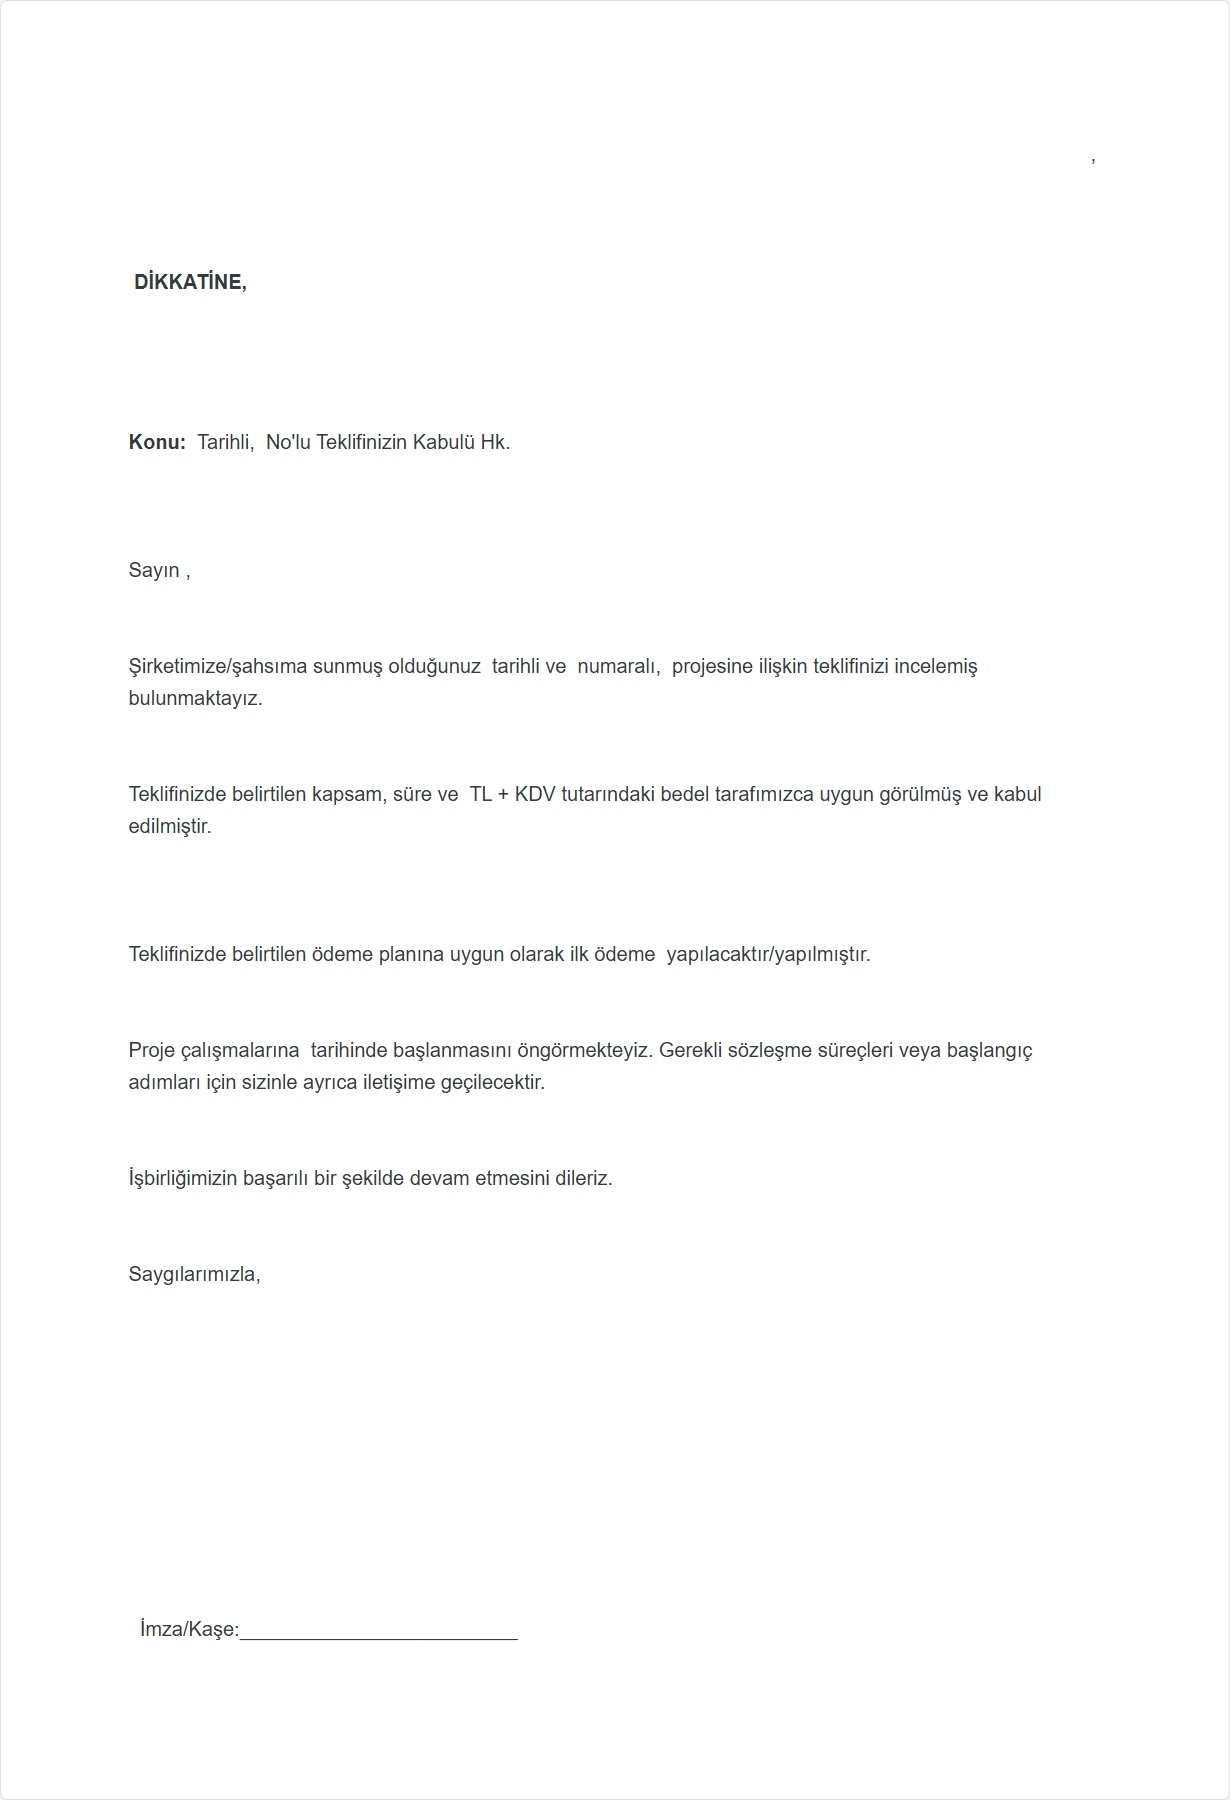 ,
DİKKATİNE,
Konu:  Tarihli,  No'lu Teklifinizin Kabulü Hk.
Sayın ,
Şirketimize/şahsıma sunmuş olduğunuz  tarihli ve  numaralı,  projesine ilişkin teklifinizi incelemiş
bulunmaktayız.
Teklifinizde belirtilen kapsam, süre ve  TL + KDV tutarındaki bedel tarafımızca uygun görülmüş ve kabul
edilmiştir.
Teklifinizde belirtilen ödeme planına uygun olarak ilk ödeme  yapılacaktır/yapılmıştır.
Proje çalışmalarına  tarihinde başlanmasını öngörmekteyiz. Gerekli sözleşme süreçleri veya başlangıç
adımları için sizinle ayrıca iletişime geçilecektir.
İşbirliğimizin başarılı bir şekilde devam etmesini dileriz.
Saygılarımızla,
İmza/Kaşe:_________________________